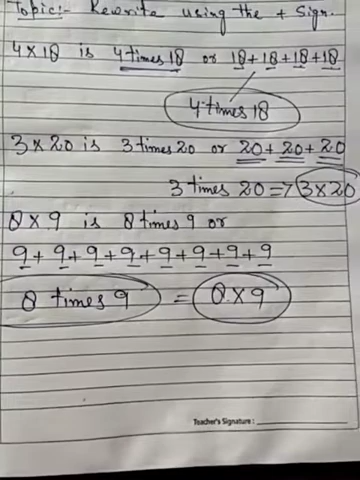 Topic:- Rewrite using the + Sign.
4 × 18 is 4 times 18 or 18 + 18 + 18 + 18
4 times 18
3 × 20 is 3 times 20 or 20 + 20 + 20
3 times 20 => 3 × 20
8 × 9 is 8 times 9 or
9 + 9 + 9 + 9 + 9 + 9 + 9 + 9
8 times 9 = 8 × 9
Teacher's Signature :